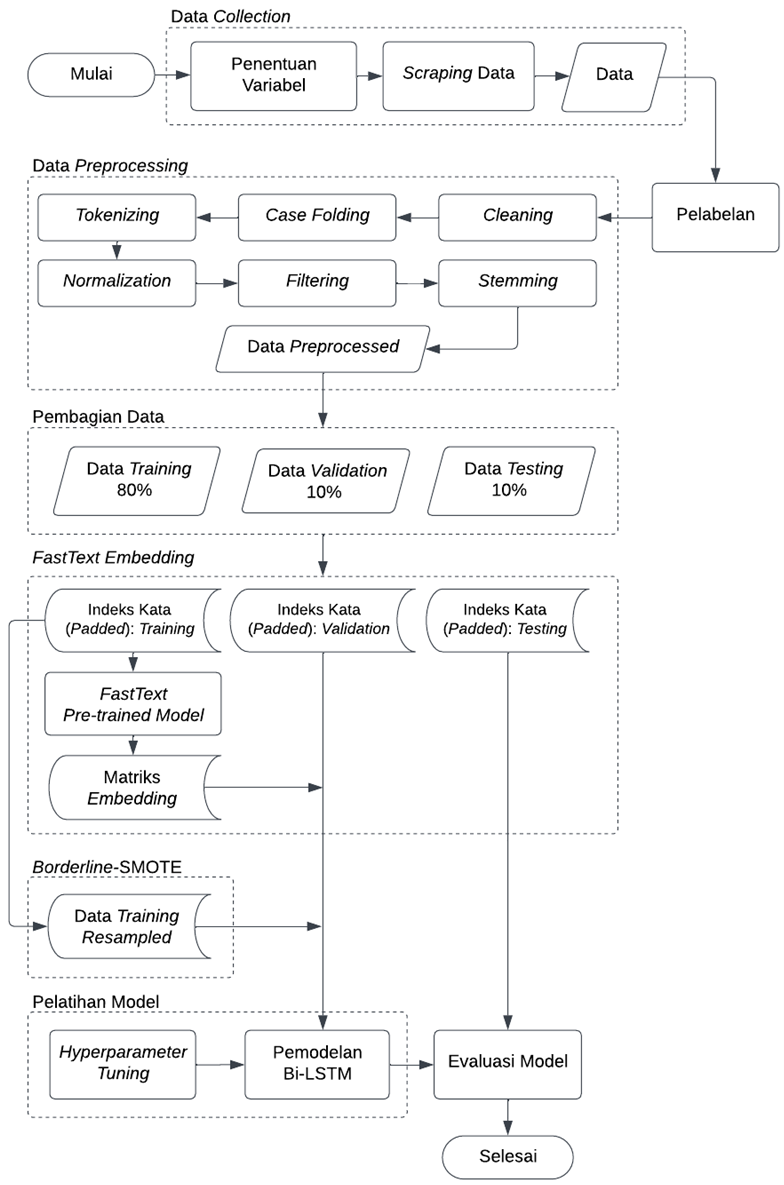 Data Collection
Mulai
Penentuan
Variabel
Scraping Data
Data
Data Preprocessing
Pelabelan
Tokenizing
Case Folding
Cleaning
Normalization
Filtering
Stemming
Data Preprocessed
Pembagian Data
Data Training
80%
Data Validation
10%
Data Testing
10%
FastText Embedding
Indeks Kata
(Padded): Training
Indeks Kata
(Padded): Validation
Indeks Kata
(Padded): Testing
FastText
Pre-trained Model
Matriks
Embedding
Borderline-SMOTE
Data Training
Resampled
Pelatihan Model
Hyperparameter
Tuning
Pemodelan
Bi-LSTM
Evaluasi Model
Selesai